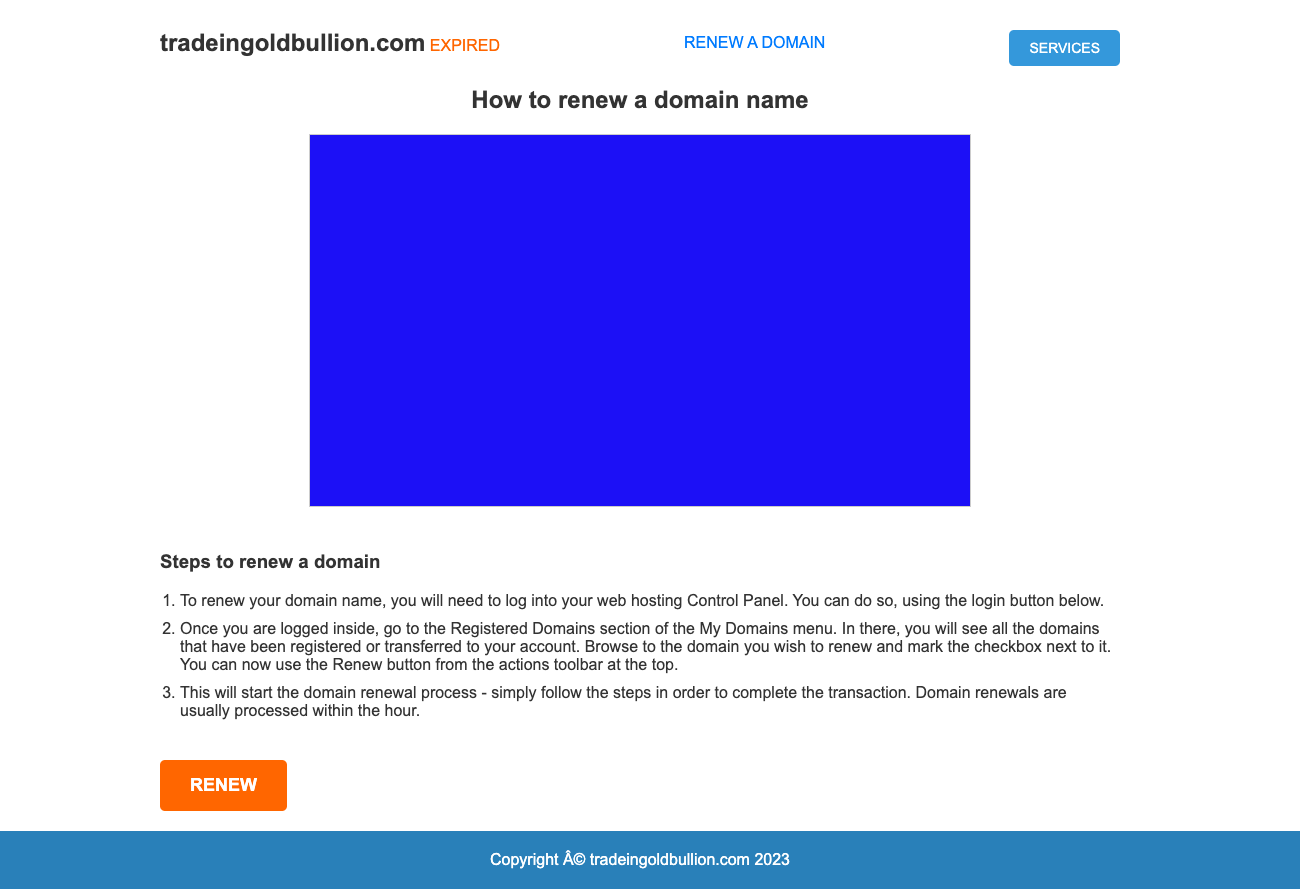 tradeingoldbullion.com EXPIRED
RENEW A DOMAIN
SERVICES
How to renew a domain name
Steps to renew a domain
1. To renew your domain name, you will need to log into your web hosting Control Panel. You can do so, using the login button below.
2. Once you are logged inside, go to the Registered Domains section of the My Domains menu. In there, you will see all the domains
that have been registered or transferred to your account. Browse to the domain you wish to renew and mark the checkbox next to it.
You can now use the Renew button from the actions toolbar at the top.
3. This will start the domain renewal process - simply follow the steps in order to complete the transaction. Domain renewals are
usually processed within the hour.
RENEW
Copyright Â© tradeingoldbullion.com 2023